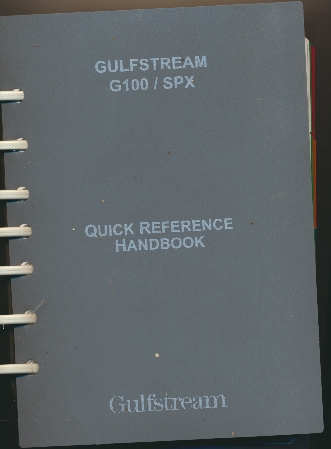 GULFSTREAM
G100 / SPX
QUICK REFERENCE
HANDBOOK
Gulfstream